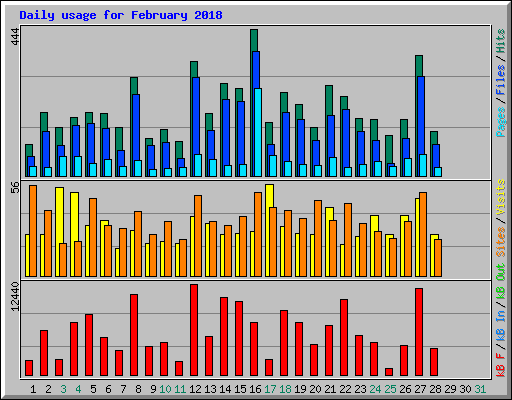 Daily usage for February 2018
444
Pages / Files / Hits
56
kB F / kB In / kB Out Sites / Visits
12440
1 2 3 4 5 6 7 8 9 10 11 12 13 14 15 16 17 18 19 20 21 22 23 24 25 26 27 28 29 30 31